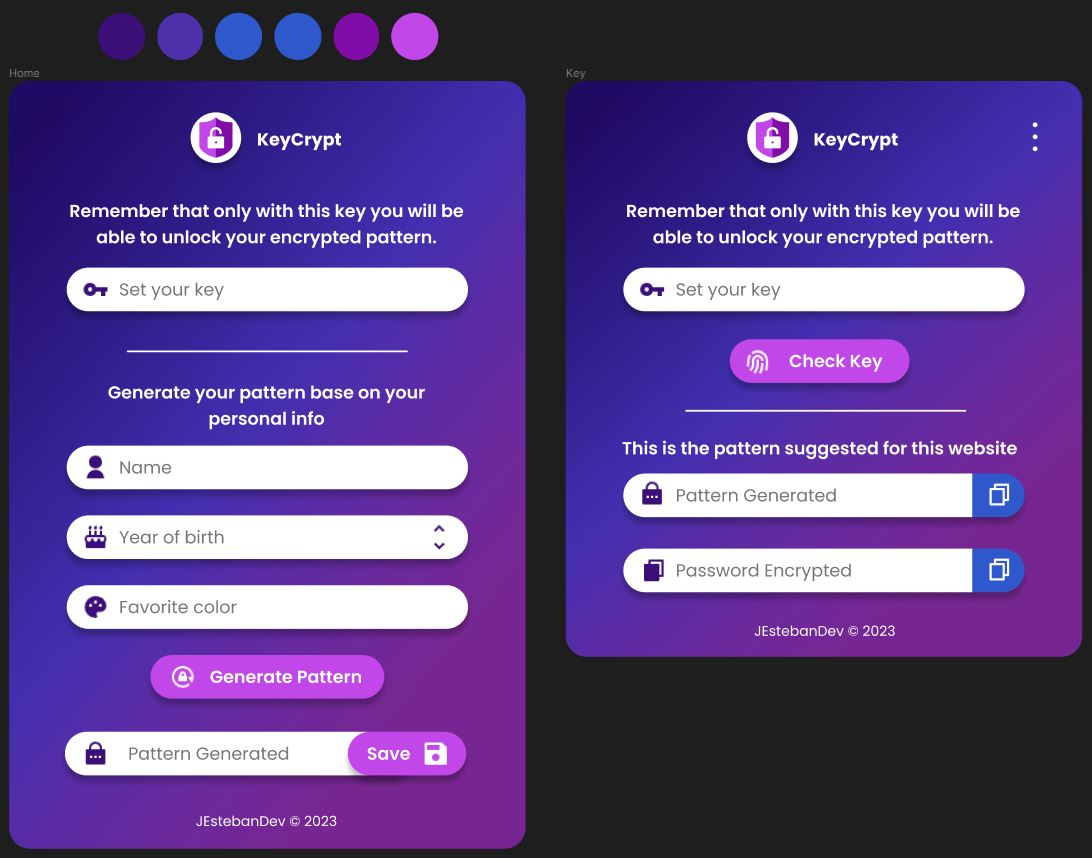 Home
KeyCrypt
Remember that only with this key you will be
able to unlock your encrypted pattern.
Set your key
Generate your pattern base on your
personal info
Name
Year of birth
Favorite color
Generate Pattern
Pattern Generated
Save
JEstebanDev © 2023
Key
KeyCrypt
Remember that only with this key you will be
able to unlock your encrypted pattern.
Set your key
Check Key
This is the pattern suggested for this website
Pattern Generated
Password Encrypted
JEstebanDev © 2023